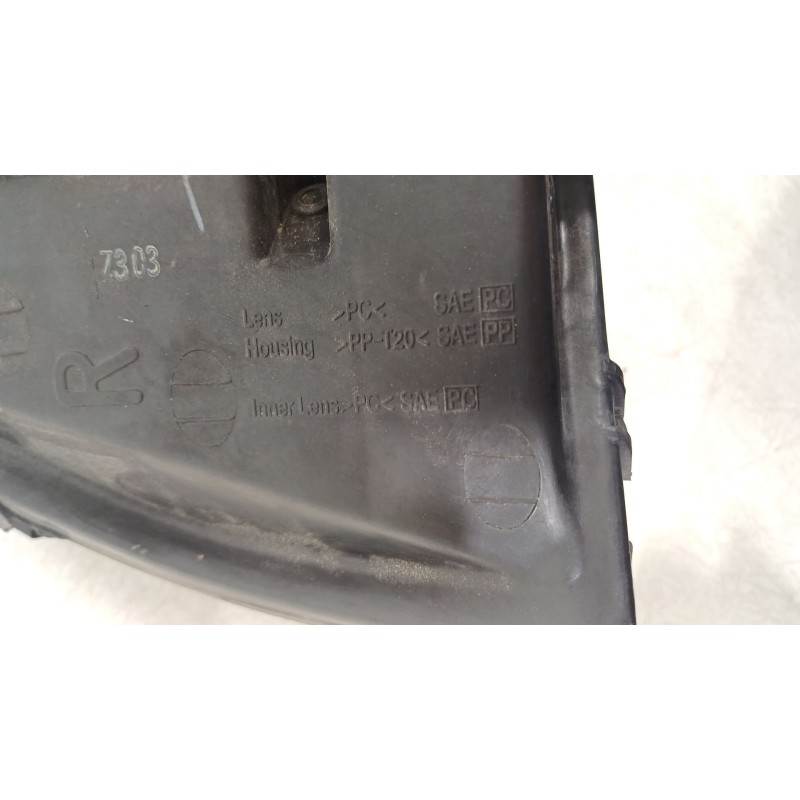 7303
Lens >PC< SAE PC
Housing >PP-T20< SAE PP
R
Inner Lens>PC< SAE PC